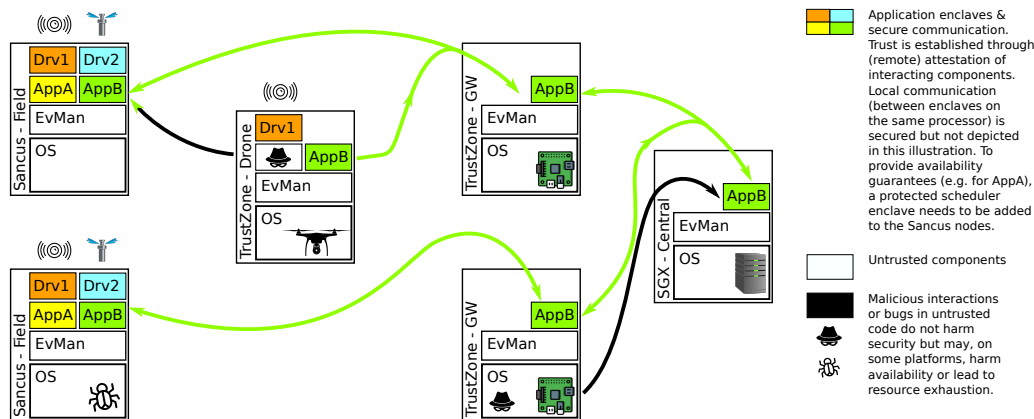 Sancus - Field
Drv1 Drv2
AppA AppB
EvMan
OS
TrustZone - Drone
Drv1
AppB
EvMan
OS
TrustZone - GW
AppB
EvMan
OS
SGX - Central
AppB
EvMan
OS
Sancus - Field
Drv1 Drv2
AppA AppB
EvMan
OS
TrustZone - GW
AppB
EvMan
OS
Application enclaves &
secure communication.
Trust is established through
(remote) attestation of
interacting components.
Local communication
(between enclaves on
the same processor) is
secured but not depicted
in this illustration. To
provide availability
guarantees (e.g. for AppA),
a protected scheduler
enclave needs to be added
to the Sancus nodes.
Untrusted components
Malicious interactions
or bugs in untrusted
code do not harm
security but may, on
some platforms, harm
availability or lead to
resource exhaustion.